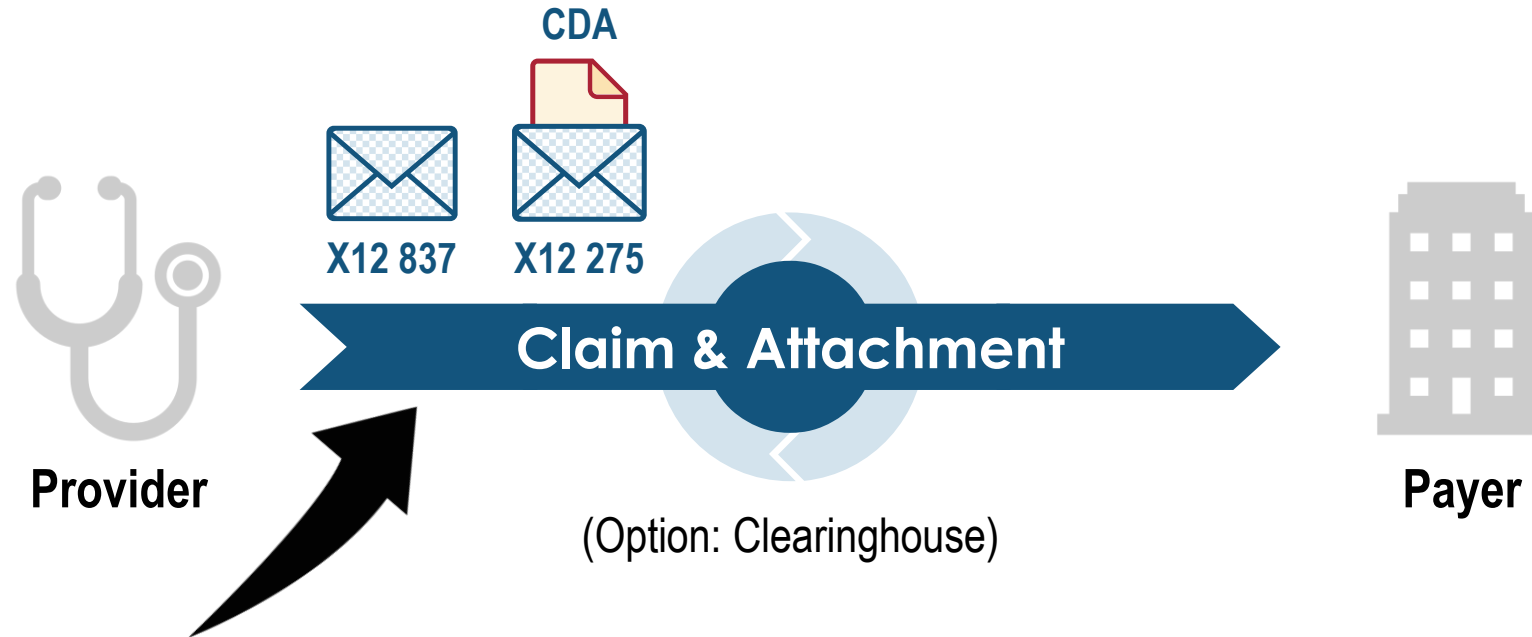 CDA
X12 837
X12 275
Claim & Attachment
Provider
(Option: Clearinghouse)
Payer